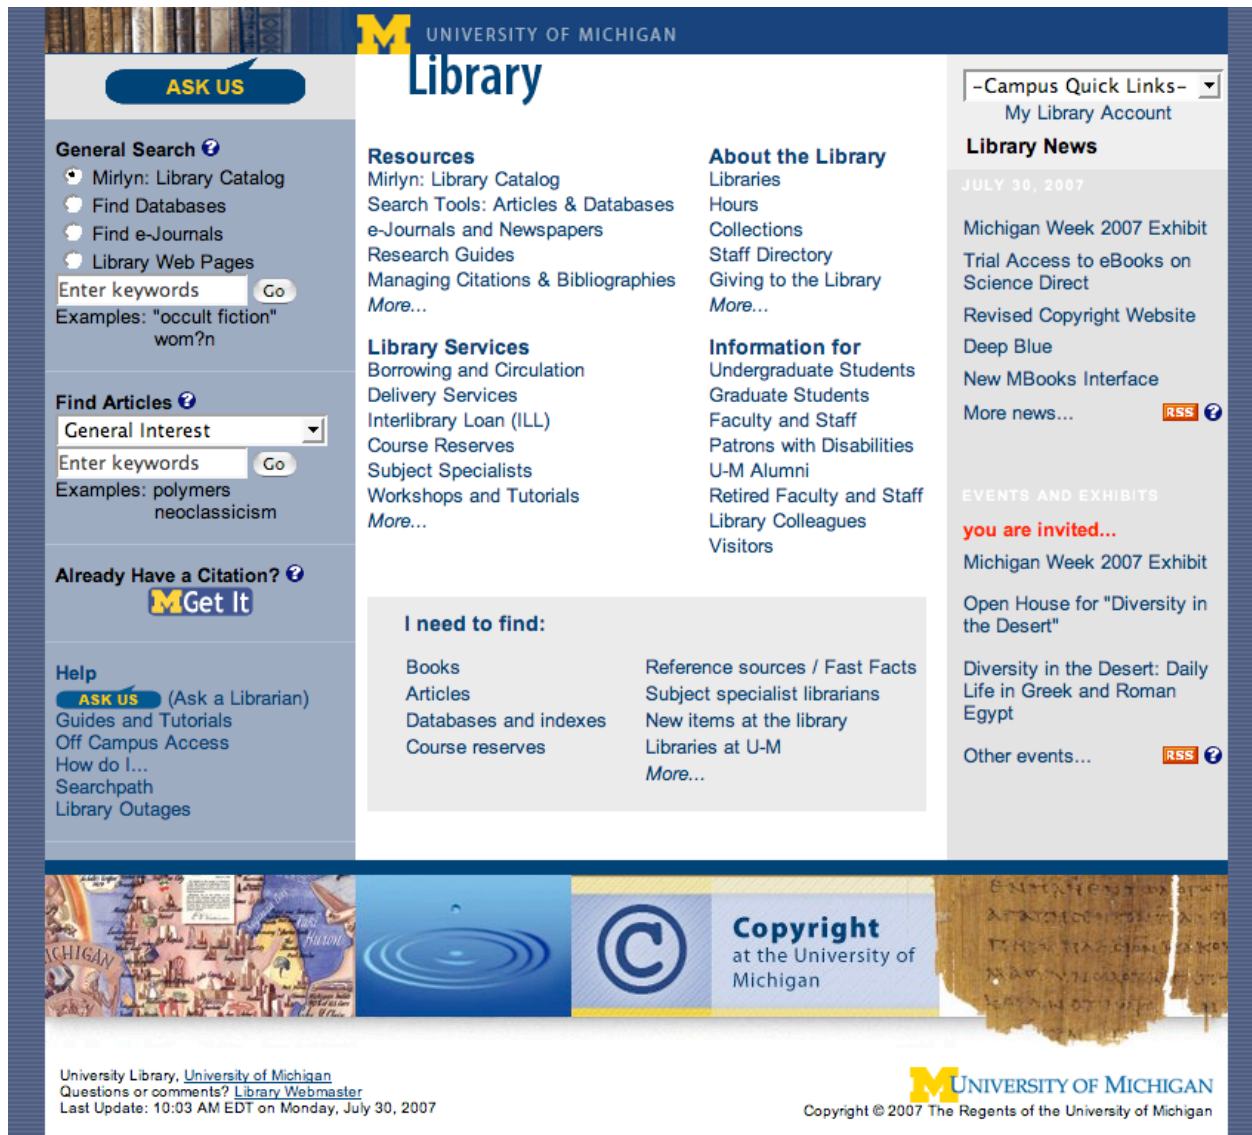 UNIVERSITY OF MICHIGAN
Library
ASK US
General Search
Mirlyn: Library Catalog
Find Databases
Find e-Journals
Library Web Pages
Enter keywords Go
Examples: "occult fiction"
wom?n
Find Articles
General Interest
Enter keywords Go
Examples: polymers
neoclassicism
Already Have a Citation?
MGet It
Help
ASK US (Ask a Librarian)
Guides and Tutorials
Off Campus Access
How do I...
Searchpath
Library Outages
Resources
Mirlyn: Library Catalog
Search Tools: Articles & Databases
e-Journals and Newspapers
Research Guides
Managing Citations & Bibliographies
More...
Library Services
Borrowing and Circulation
Delivery Services
Interlibrary Loan (ILL)
Course Reserves
Subject Specialists
Workshops and Tutorials
More...
About the Library
Libraries
Hours
Collections
Staff Directory
Giving to the Library
More...
Information for
Undergraduate Students
Graduate Students
Faculty and Staff
Patrons with Disabilities
U-M Alumni
Retired Faculty and Staff
Library Colleagues
Visitors
I need to find:
Books
Articles
Databases and indexes
Course reserves
Reference sources / Fast Facts
Subject specialist librarians
New items at the library
Libraries at U-M
More...
-Campus Quick Links-
My Library Account
Library News
JULY 30, 2007
Michigan Week 2007 Exhibit
Trial Access to eBooks on
Science Direct
Revised Copyright Website
Deep Blue
New MBooks Interface
More news... RSS
EVENTS AND EXHIBITS
you are invited...
Michigan Week 2007 Exhibit
Open House for "Diversity in
the Desert"
Diversity in the Desert: Daily
Life in Greek and Roman
Egypt
Other events... RSS
Huron
©
Copyright
at the University of
Michigan
University Library, University of Michigan
Questions or comments? Library Webmaster
Last Update: 10:03 AM EDT on Monday, July 30, 2007
M UNIVERSITY OF MICHIGAN
Copyright © 2007 The Regents of the University of Michigan